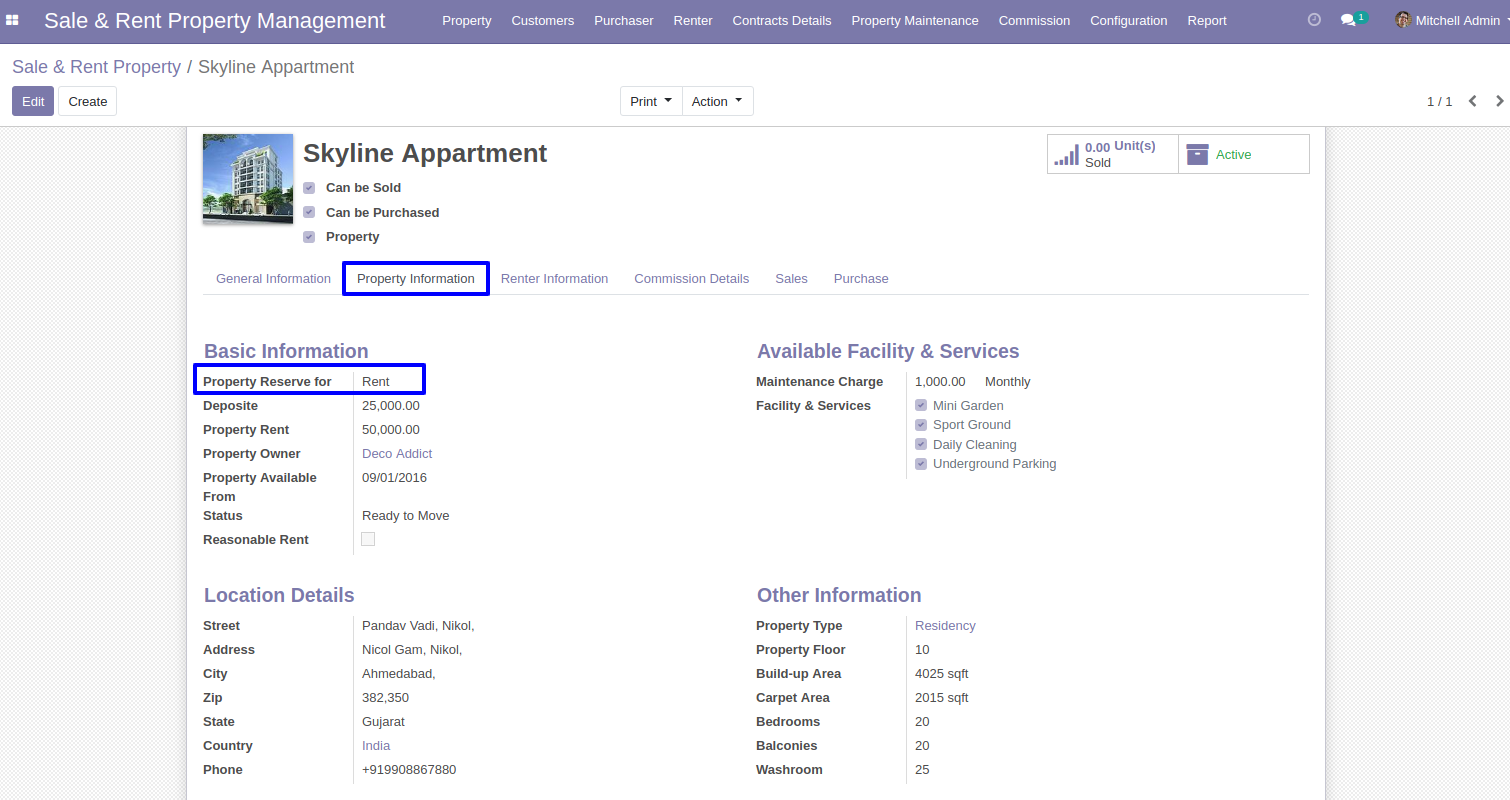 Sale & Rent Property Management Property Customers Purchaser Renter Contracts Details Property Maintenance Commission Configuration Report 1 Mitchell Admin
Sale & Rent Property / Skyline Appartment
Edit Create Print Action 1 / 1
Skyline Appartment
0.00 Unit(s)
Sold
Active
Can be Sold
Can be Purchased
Property
General Information Property Information Renter Information Commission Details Sales Purchase
Basic Information
Property Reserve for Rent
Deposite 25,000.00
Property Rent 50,000.00
Property Owner Deco Addict
Property Available 09/01/2016
From
Status Ready to Move
Reasonable Rent
Available Facility & Services
Maintenance Charge 1,000.00 Monthly
Facility & Services Mini Garden
Sport Ground
Daily Cleaning
Underground Parking
Location Details
Street Pandav Vadi, Nikol,
Address Nicol Gam, Nikol,
City Ahmedabad,
Zip 382,350
State Gujarat
Country India
Phone +919908867880
Other Information
Property Type Residency
Property Floor 10
Build-up Area 4025 sqft
Carpet Area 2015 sqft
Bedrooms 20
Balconies 20
Washroom 25